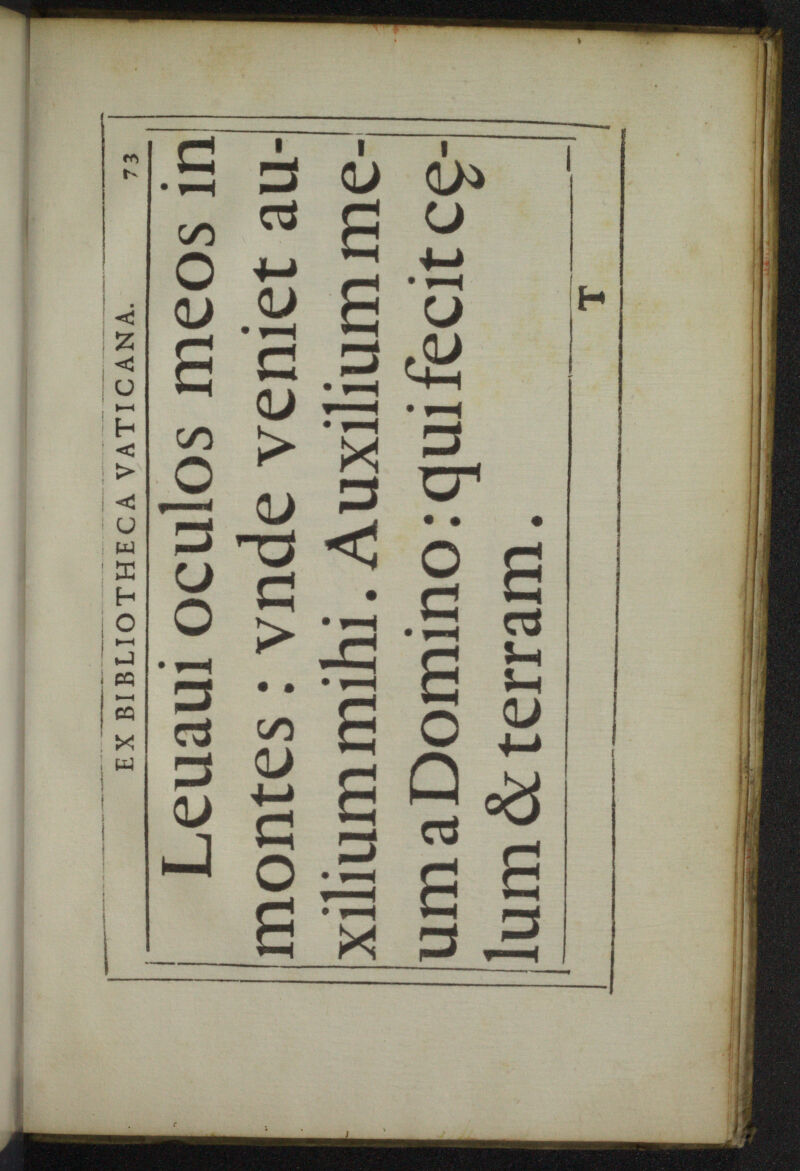 EX BIBLIOTHECA VATICANA. 73
Leuaui oculos meos in
montes : vnde veniet au-
xilium mihi. Auxilium me-
um a Domino: qui fecit cę-
lum & terram.
T